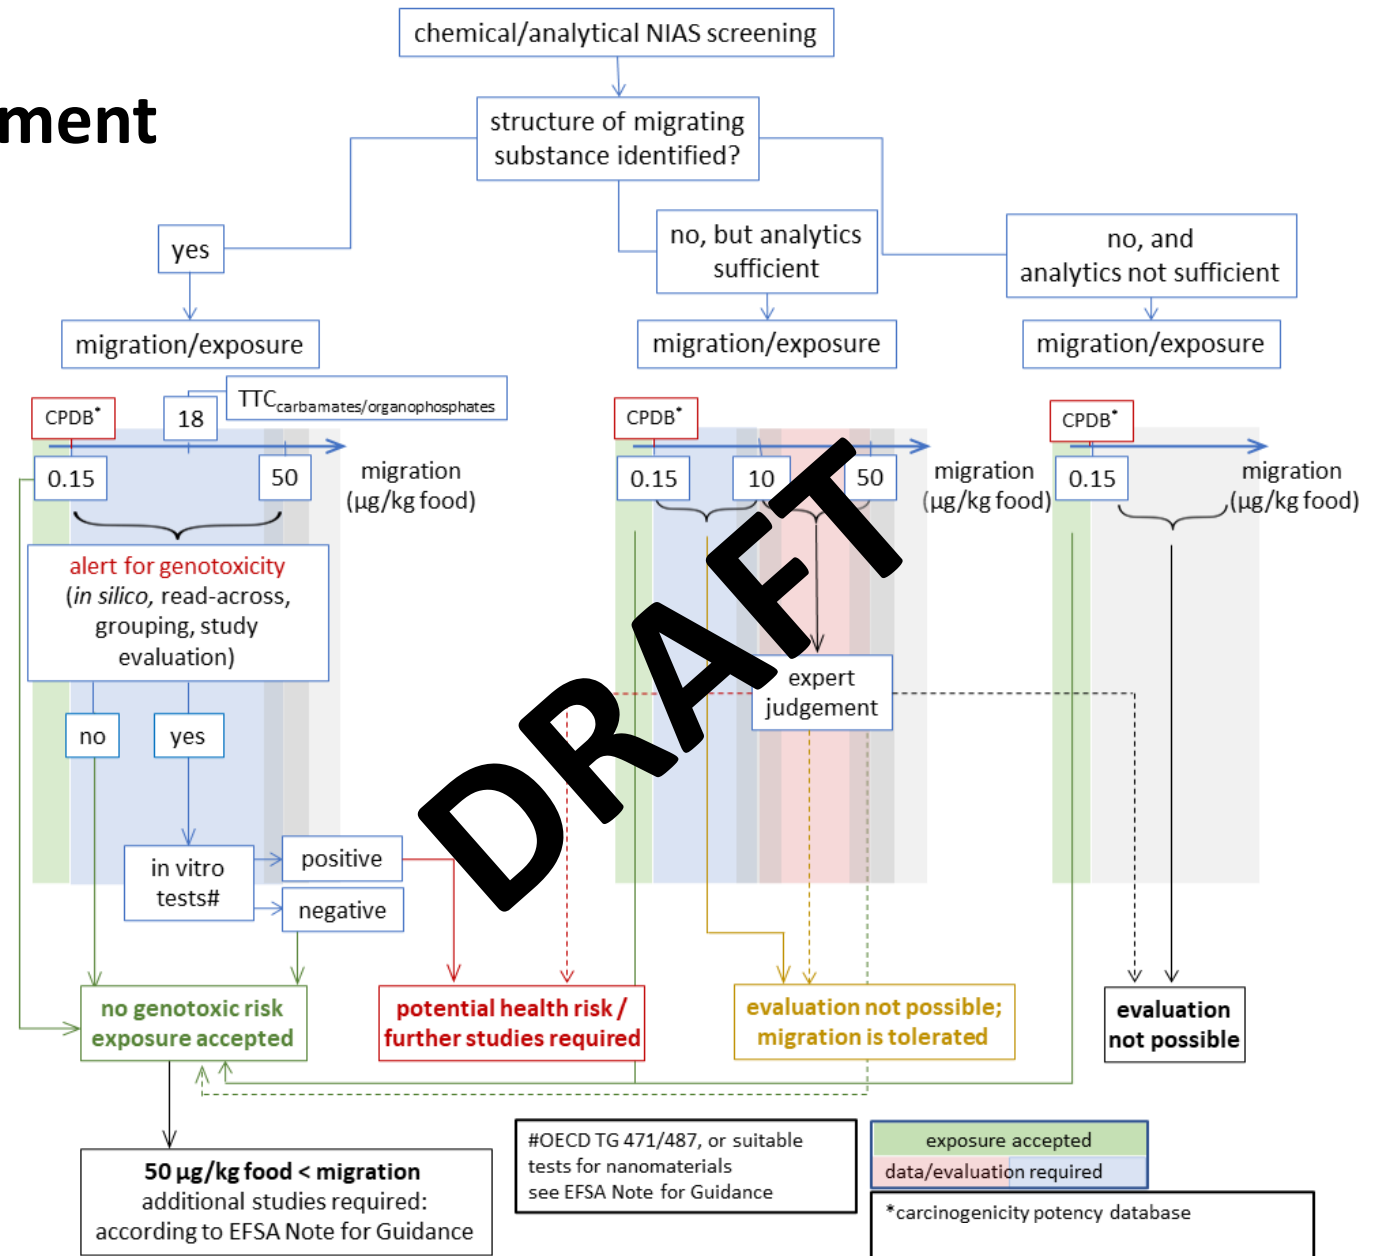 chemical/analytical NIAS screening
ment
structure of migrating
substance identified?
yes
no, but analytics
sufficient
no, and
analytics not sufficient
migration/exposure
migration/exposure
migration/exposure
CPDB*
18
TTCcarbamates/organophosphates
CPDB*
CPDB*
0.15
50
migration
(µg/kg food)
0.15
10
50
migration
(µg/kg food)
0.15
migration
(µg/kg food)
alert for genotoxicity
(in silico, read-across,
grouping, study
evaluation)
DRAFT
expert
judgement
no
yes
in vitro
tests#
positive
negative
no genotoxic risk
exposure accepted
potential health risk /
further studies required
evaluation not possible;
migration is tolerated
evaluation
not possible
50 µg/kg food < migration
additional studies required:
according to EFSA Note for Guidance
#OECD TG 471/487, or suitable
tests for nanomaterials
see EFSA Note for Guidance
exposure accepted
data/evaluation required
*carcinogenicity potency database